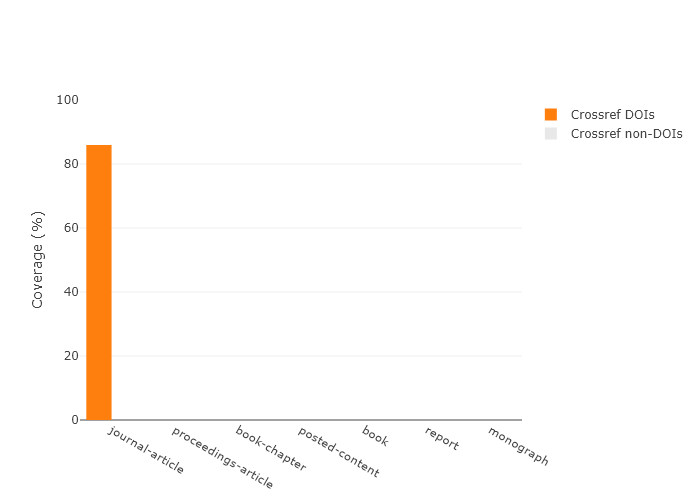 100
80
60
40
20
0
Coverage (%)
journal-article
proceedings-article
book-chapter
posted-content
book
report
monograph
Crossref DOIs
Crossref non-DOIs